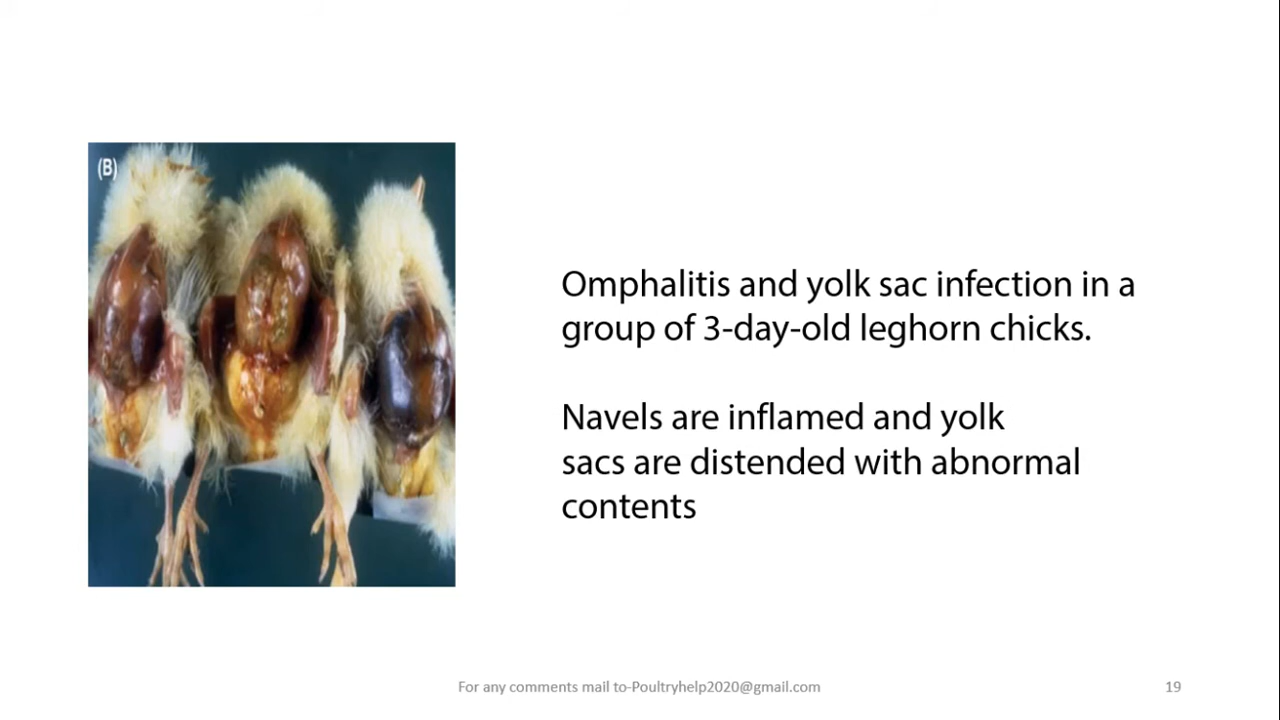 (B)
Omphalitis and yolk sac infection in a
group of 3-day-old leghorn chicks.
Navels are inflamed and yolk
sacs are distended with abnormal
contents
For any comments mail to-Poultryhelp2020@gmail.com
19